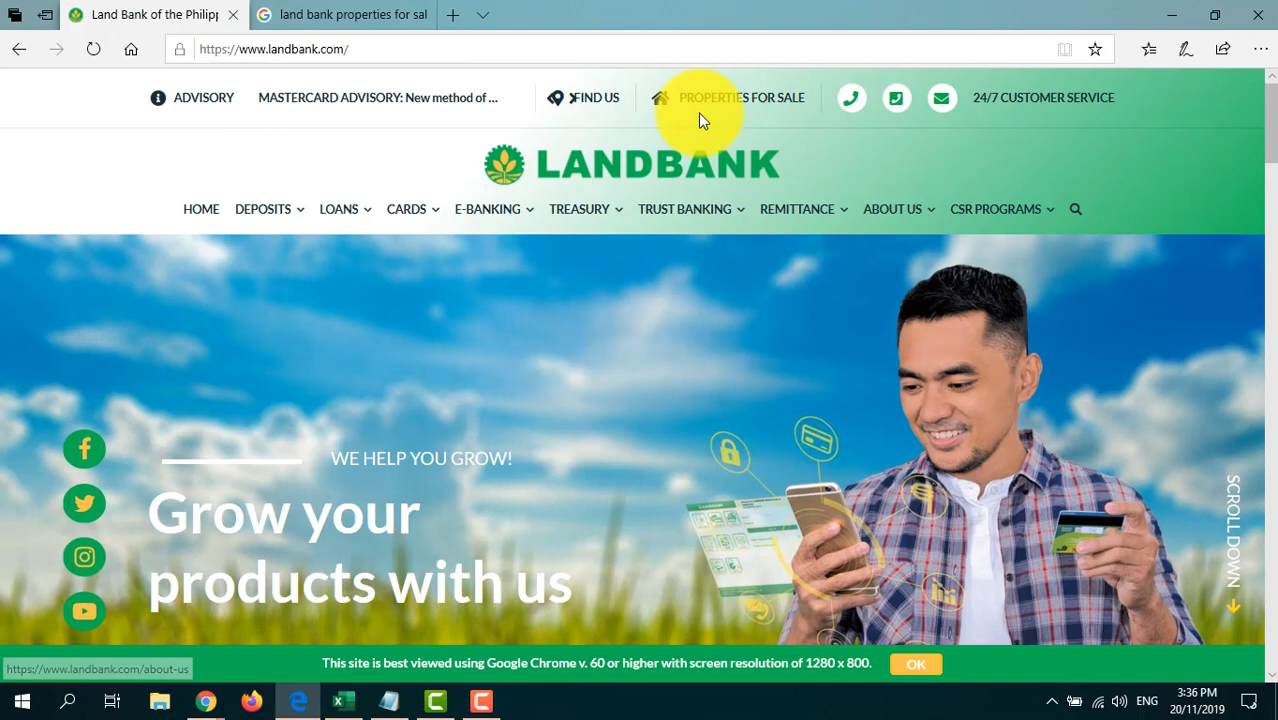 Land Bank of the Philipp
land bank properties for sal
https://www.landbank.com/
ADVISORY
MASTERCARD ADVISORY: New method of ...
FIND US
PROPERTIES FOR SALE
24/7 CUSTOMER SERVICE
LANDBANK
HOME DEPOSITS LOANS CARDS E-BANKING TREASURY TRUST BANKING REMITTANCE ABOUT US CSR PROGRAMS
WE HELP YOU GROW!
Grow your
products with us
SCROLL DOWN
https://www.landbank.com/about-us
This site is best viewed using Google Chrome v. 60 or higher with screen resolution of 1280 x 800.
OK
ENG
3:36 PM
20/11/2019